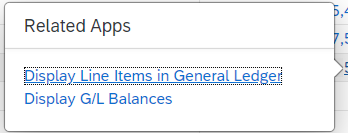 Related Apps
Display Line Items in General Ledger
Display G/L Balances